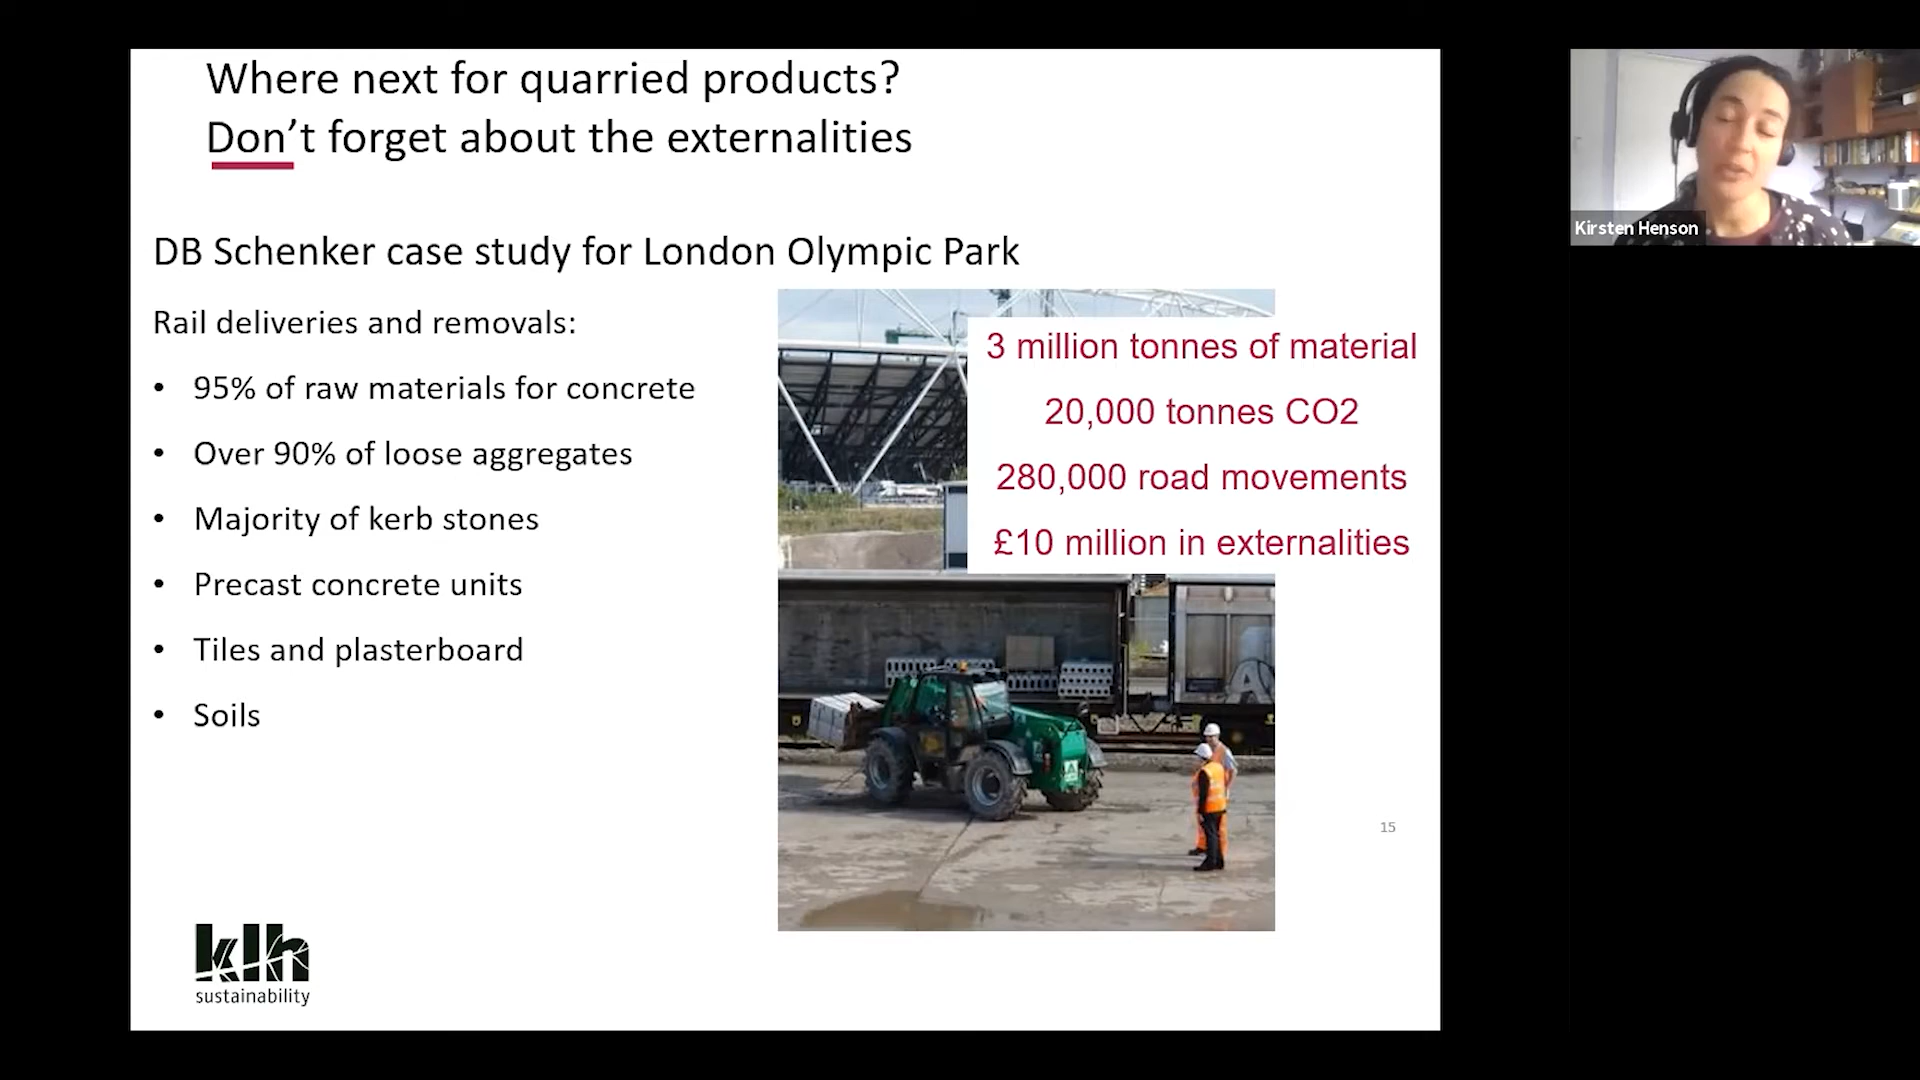 Where next for quarried products?
Don't forget about the externalities
DB Schenker case study for London Olympic Park
Rail deliveries and removals:
• 95% of raw materials for concrete
• Over 90% of loose aggregates
• Majority of kerb stones
• Precast concrete units
• Tiles and plasterboard
• Soils
3 million tonnes of material
20,000 tonnes CO2
280,000 road movements
£10 million in externalities
15
klh
sustainability
Kirsten Henson